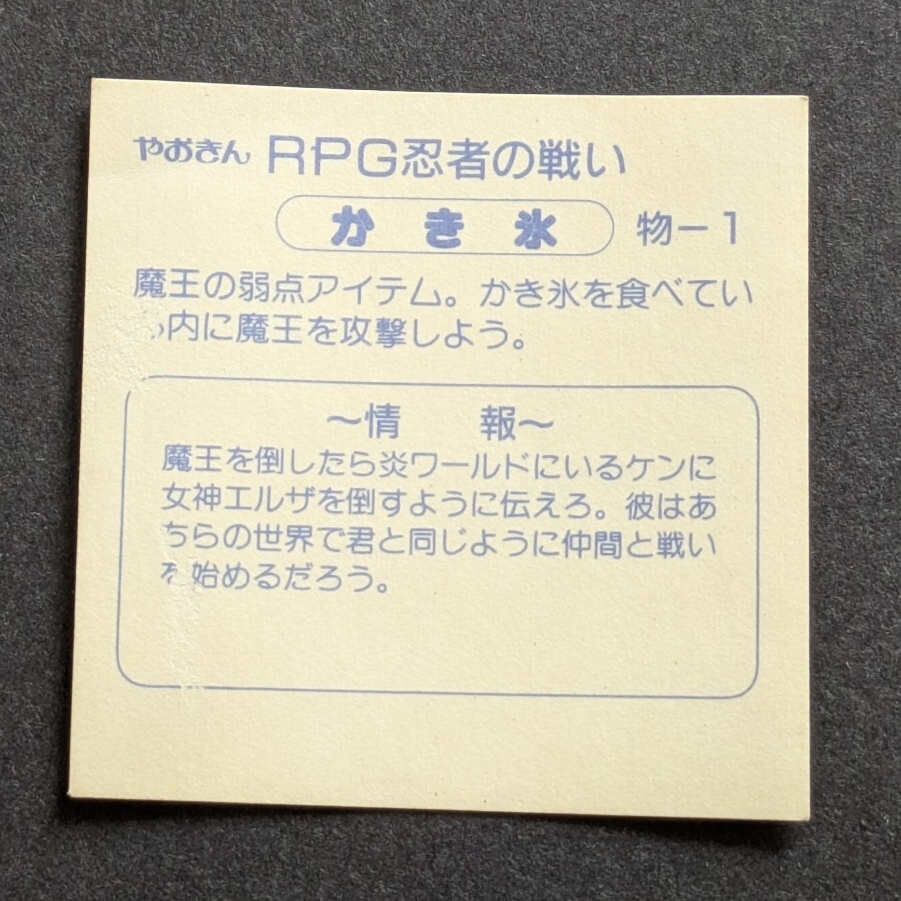 やおきん RPG忍者の戦い
かき氷 物-1
魔王の弱点アイテム。かき氷を食べてい
る内に魔王を攻撃しよう。
～情　報～
魔王を倒したら炎ワールドにいるケンに
女神エルザを倒すように伝えろ。彼はあ
ちらの世界で君と同じように仲間と戦い
を始めるだろう。